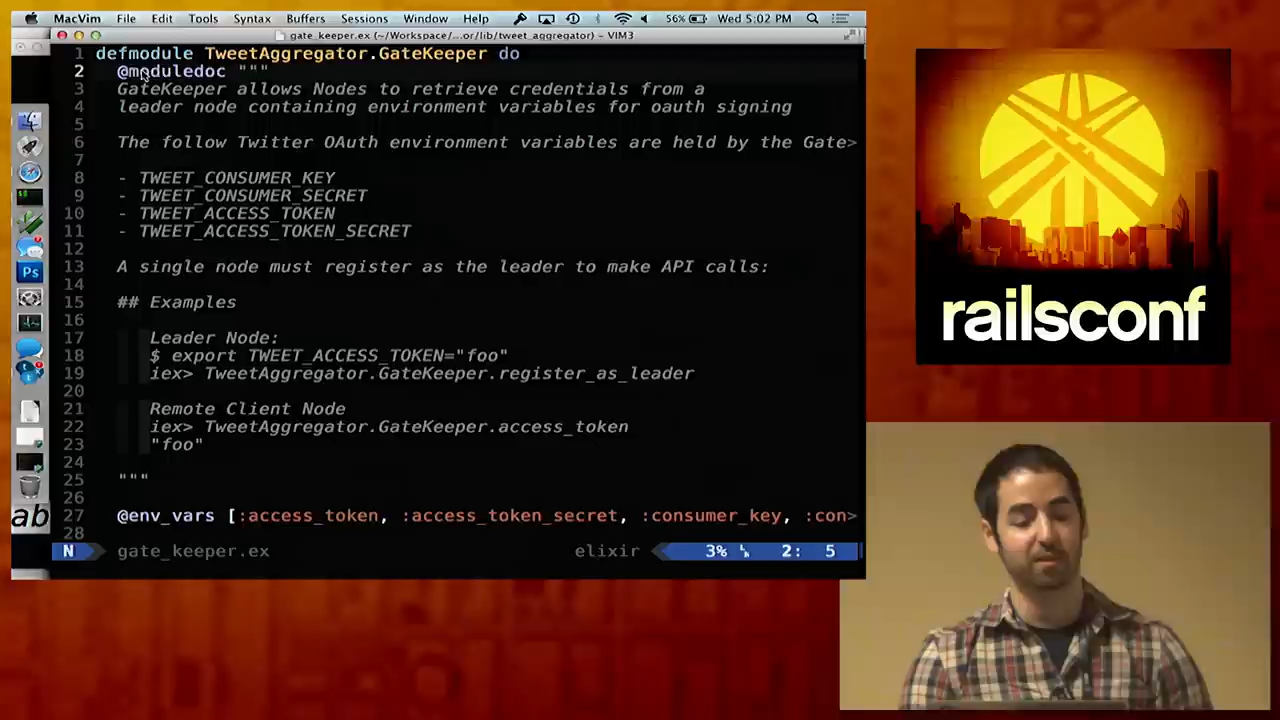 MacVim File Edit Tools Syntax Buffers Sessions Window Help 56% Wed 5:02 PM
gate_keeper.ex (~/Workspace/...or/lib/tweet_aggregator) - VIM3
1 defmodule TweetAggregator.GateKeeper do
2 @moduledoc """
3 GateKeeper allows Nodes to retrieve credentials from a
4 leader node containing environment variables for oauth signing
5
6 The follow Twitter OAuth environment variables are held by the Gate>
7
8 - TWEET_CONSUMER_KEY
9 - TWEET_CONSUMER_SECRET
10 - TWEET_ACCESS_TOKEN
11 - TWEET_ACCESS_TOKEN_SECRET
12
13 A single node must register as the leader to make API calls:
14
15 ## Examples
16
17 Leader Node:
18 $ export TWEET_ACCESS_TOKEN="foo"
19 iex> TweetAggregator.GateKeeper.register_as_leader
20
21 Remote Client Node
22 iex> TweetAggregator.GateKeeper.access_token
23 "foo"
24
25 """
26
27 @env_vars [:access_token, :access_token_secret, :consumer_key, :con>
28
N gate_keeper.ex elixir 3% 2: 5
Ps
ab
railsconf